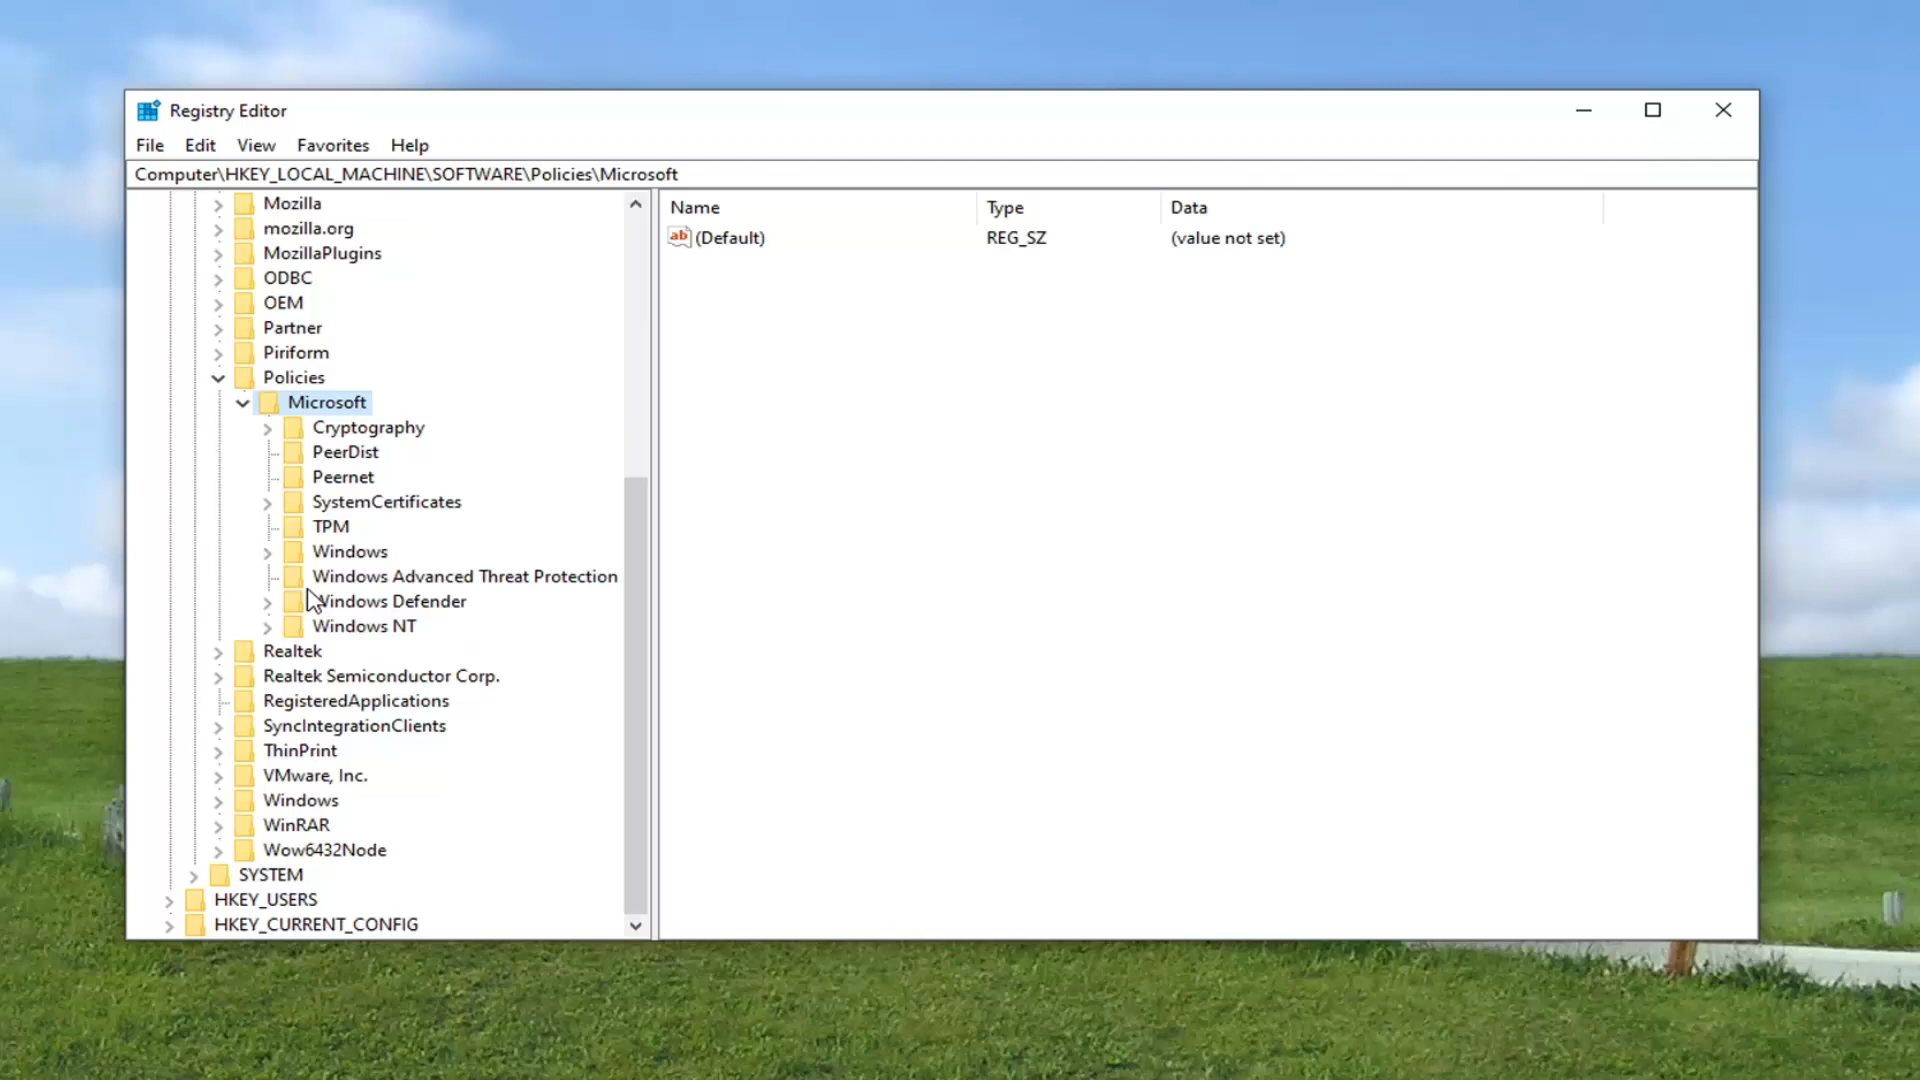 Registry Editor
File Edit View Favorites Help
Computer\HKEY_LOCAL_MACHINE\SOFTWARE\Policies\Microsoft
Mozilla
mozilla.org
MozillaPlugins
ODBC
OEM
Partner
Piriform
Policies
Microsoft
Cryptography
PeerDist
Peernet
SystemCertificates
TPM
Windows
Windows Advanced Threat Protection
Windows Defender
Windows NT
Realtek
Realtek Semiconductor Corp.
RegisteredApplications
SyncIntegrationClients
ThinPrint
VMware, Inc.
Windows
WinRAR
Wow6432Node
SYSTEM
HKEY_USERS
HKEY_CURRENT_CONFIG
Name Type Data
ab (Default) REG_SZ (value not set)